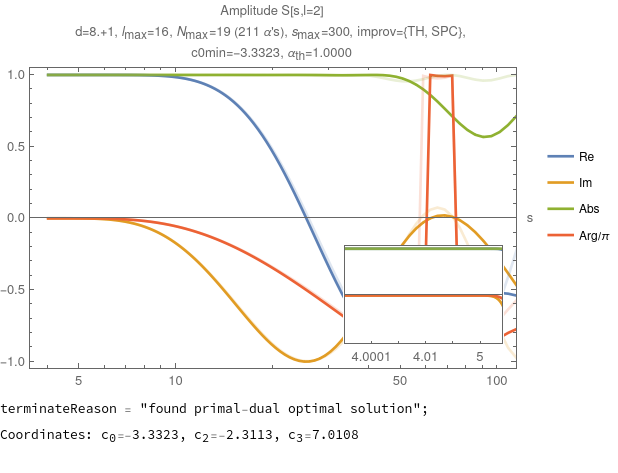 Amplitude S[s,l=2]
d=8.+1, lmax=16, Nmax=19 (211 α's), smax=300, improv={TH, SPC},
c0min=−3.3323, αth=1.0000
1.0
0.5
0.0
−0.5
−1.0
5
10
50
100
s
4.0001
4.01
5
Re
Im
Abs
Arg/π
terminateReason = "found primal-dual optimal solution";
Coordinates: c0=-3.3323, c2=-2.3113, c3=7.0108